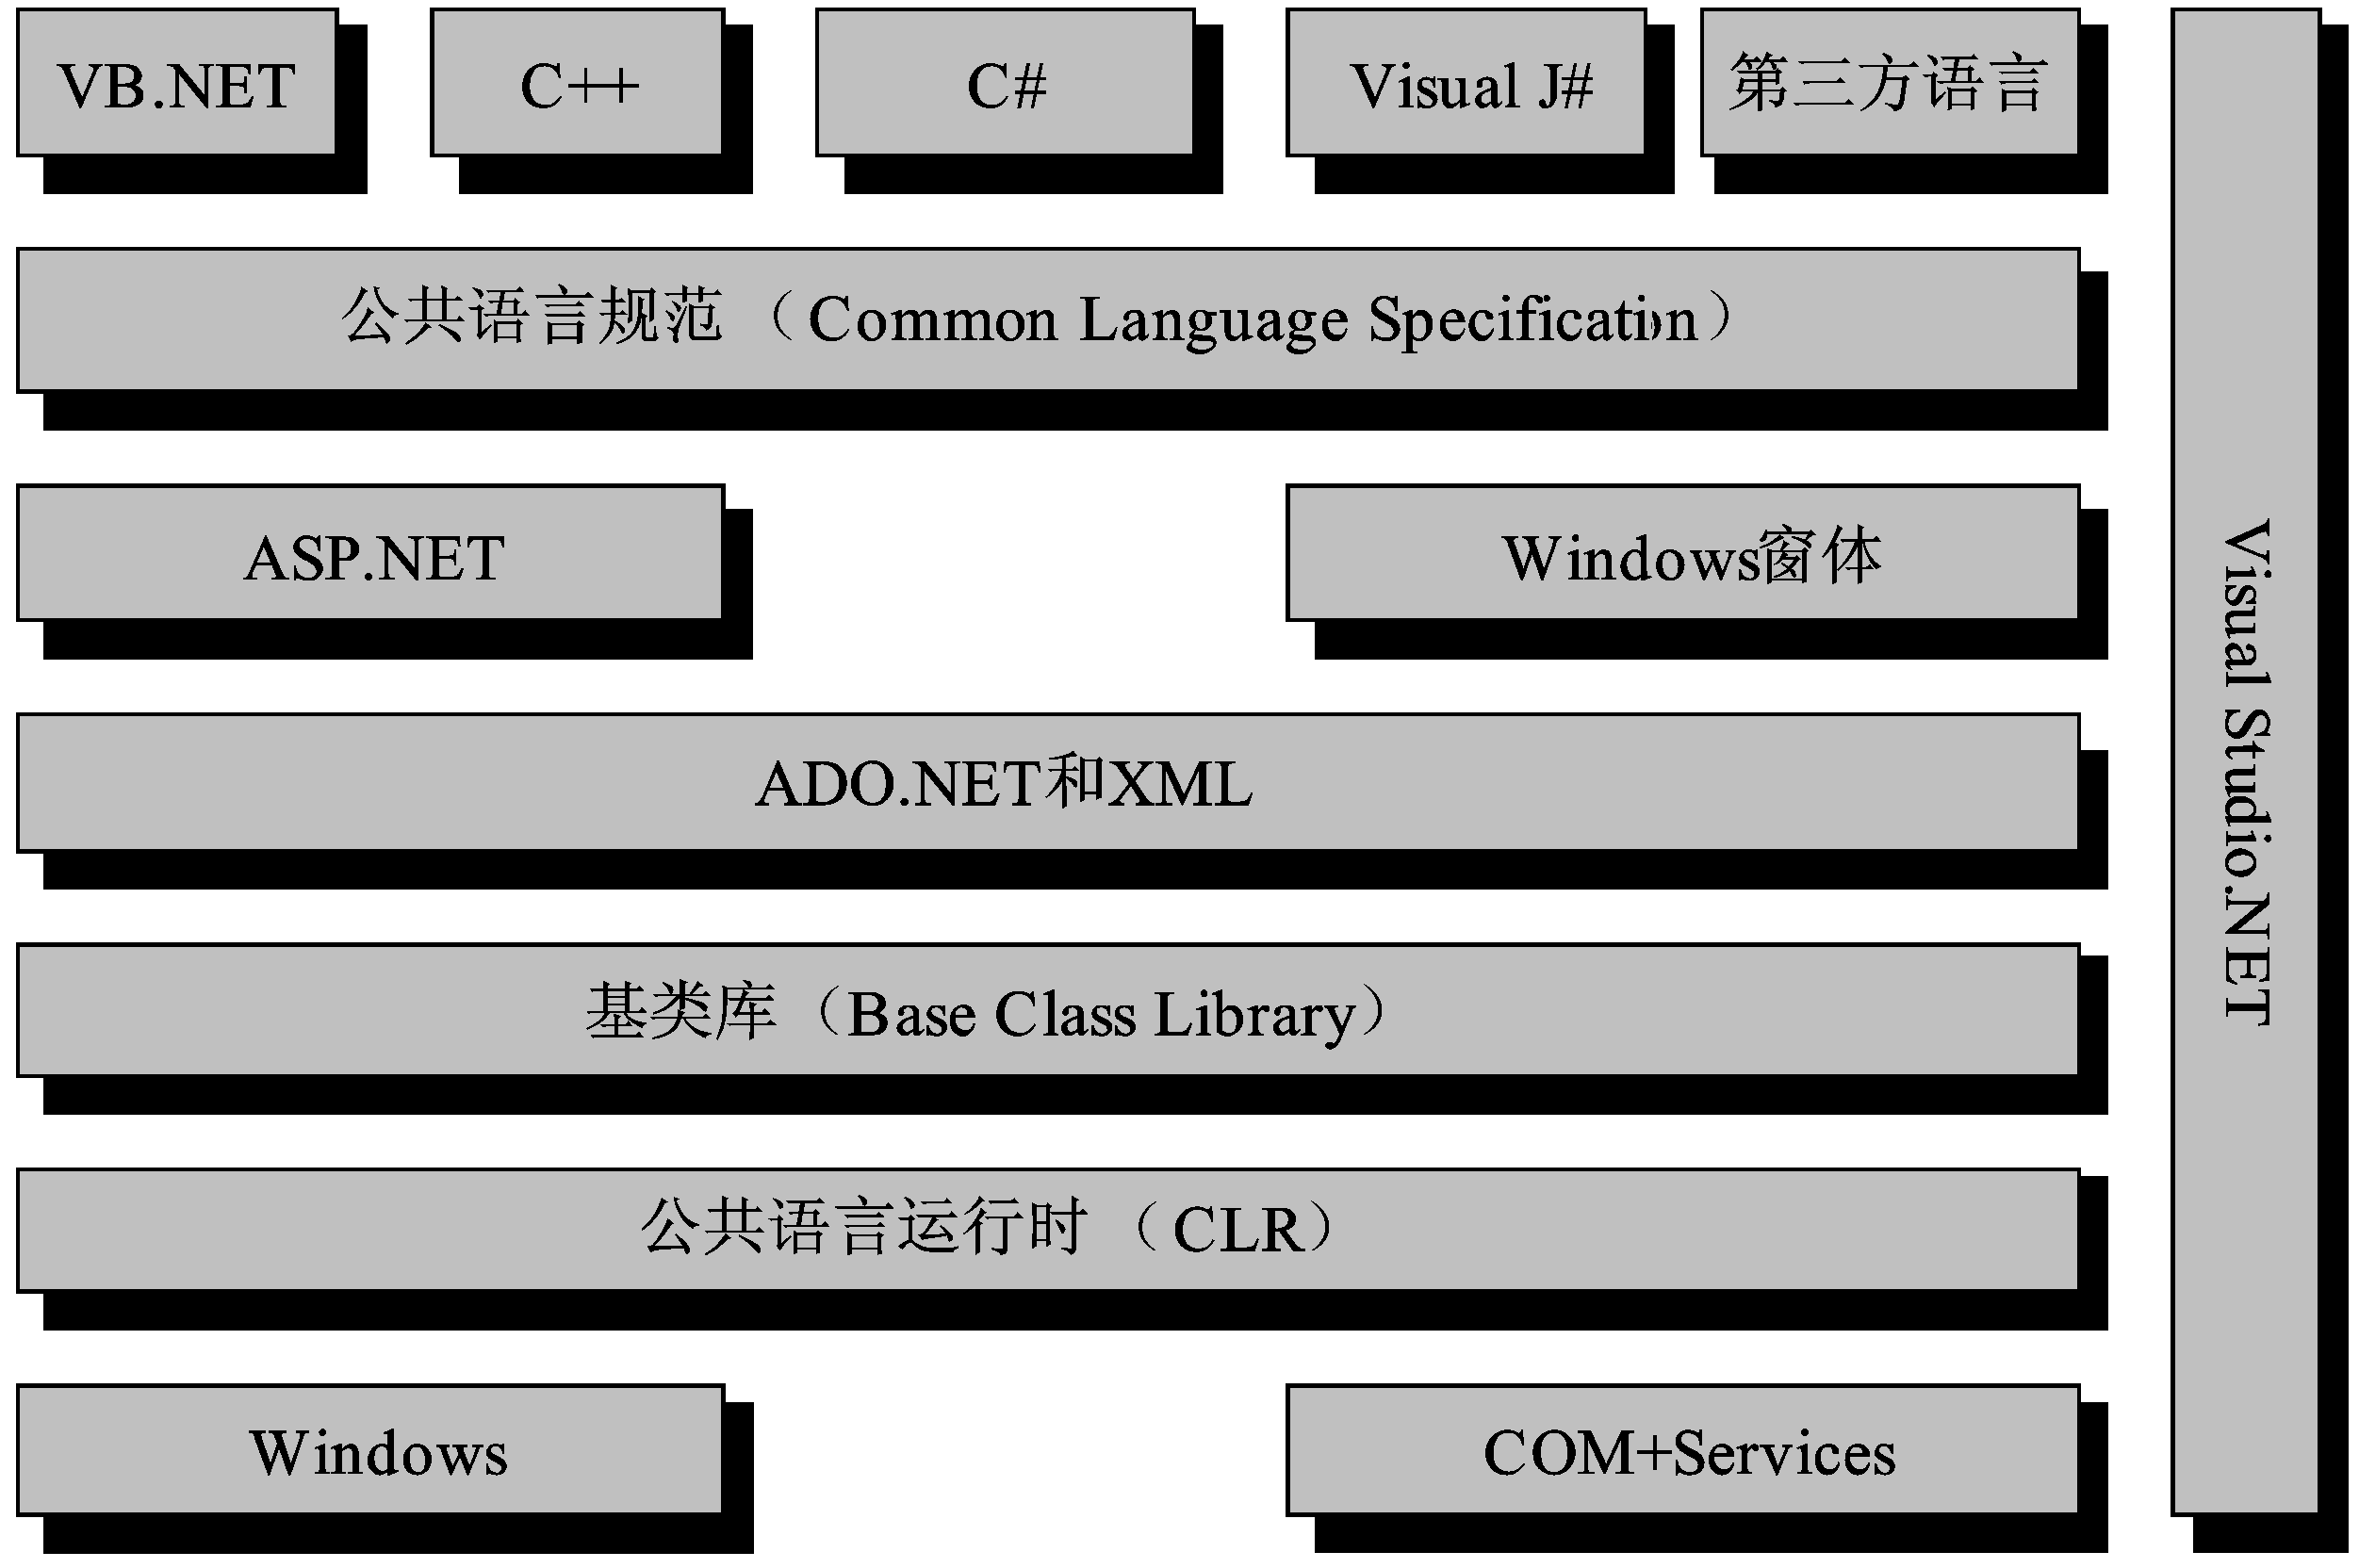 VB.NET
C++
C#
Visual J#
第三方语言
公共语言规范（Common Language Specification）
ASP.NET
Windows窗体
ADO.NET和XML
基类库（Base Class Library）
公共语言运行时（CLR）
Windows
COM+Services
Visual Studio.NET